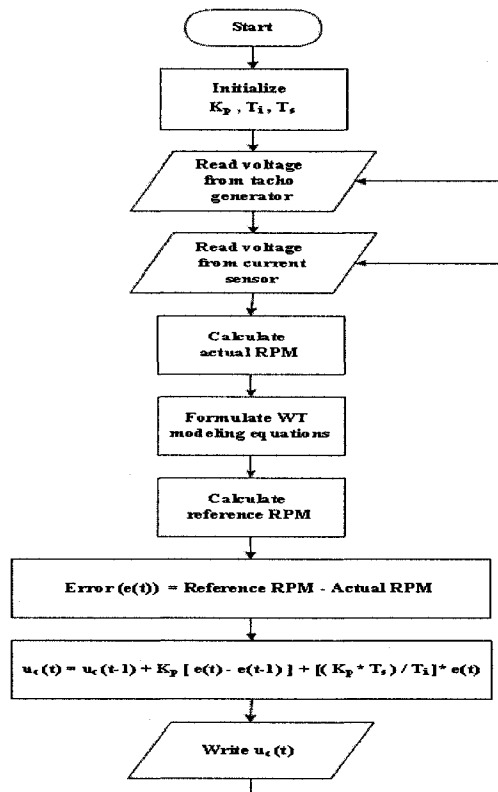 Start
Initialize
Kp , Ti, Ts
Read voltage
from tacho
generator
Read voltage
from current
sensor
Calculate
actual RPM
Formulate WT
modeling equations
Calculate
reference RPM
Error (e(t)) = Reference RPM - Actual RPM
uc(t) = uc(t-1) + Kp [ e(t) - e(t-1) ] + [( Kp * Ts ) / Ti]* e(t)
Write uc(t)